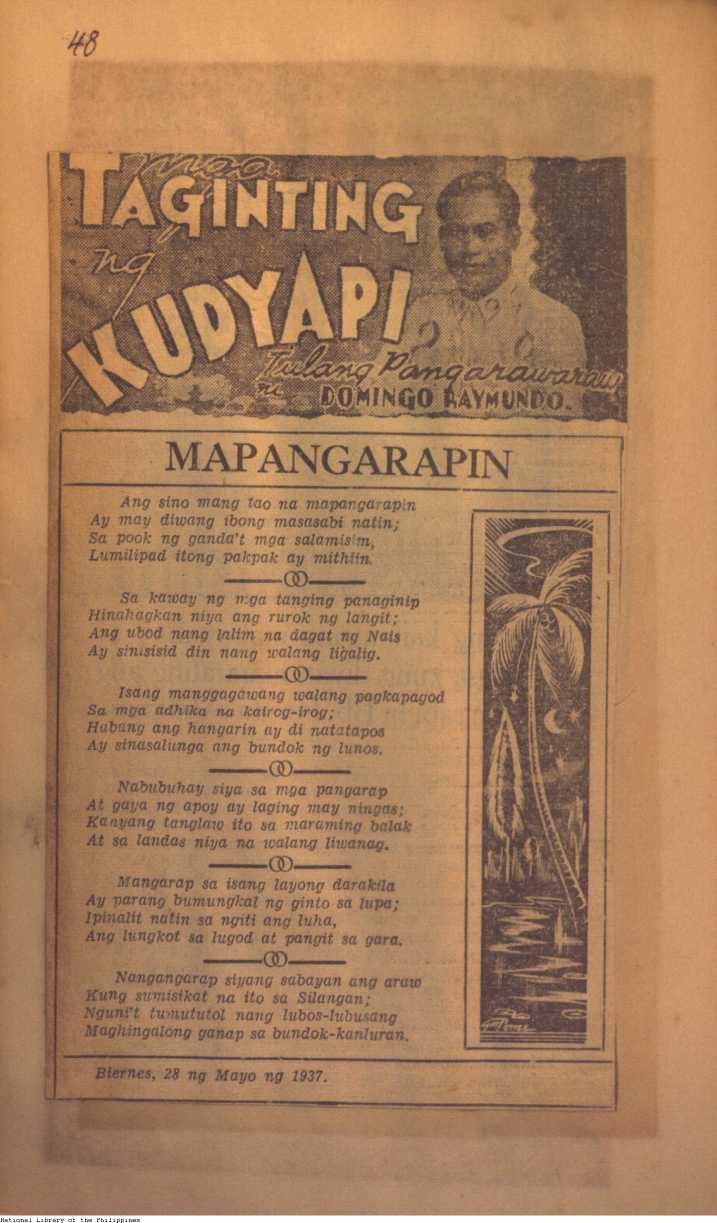 48
mga
TAGINTING
ng
KUDYAPI
Tulang Pangarawaraw
ni DOMINGO RAYMUNDO.
MAPANGARAPIN
Ang sino mang tao na mapangarapin
Ay may diwang ibong masasabi natin;
Sa pook ng ganda't mga salamisim,
Lumilipad itong pakpak ay mithiin.
Sa kaway ng mga tanging panaginip
Hinahagkan niya ang rurok ng langit;
Ang ubod nang lalim na dagat ng Nais
Ay sinisisid din nang walang ligalig.
Isang manggagawang walang pagkapagod
Sa mga adhika na kairog-irog;
Habang ang hangarin ay di natatapos
Ay sinasalunga ang bundok ng lunos.
Nabubuhay siya sa mga pangarap
At gaya ng apoy ay laging may ningas;
Kanyang tanglaw ito sa maraming balak
At sa landas niya na walang liwanag.
Mangarap sa isang layong darakila
Ay parang bumungkal ng ginto sa lupa;
Ipinalit natin sa ngiti ang luha,
Ang lungkot sa lugod at pangit sa gara.
Nangangarap siyang sabayan ang araw
Kung sumisikat na ito sa Silangan;
Nguni't tumututol nang lubos-lubusang
Maghingalong ganap sa bundok-kanluran.
Biernes, 28 ng Mayo ng 1937.
National Library of the Philippines